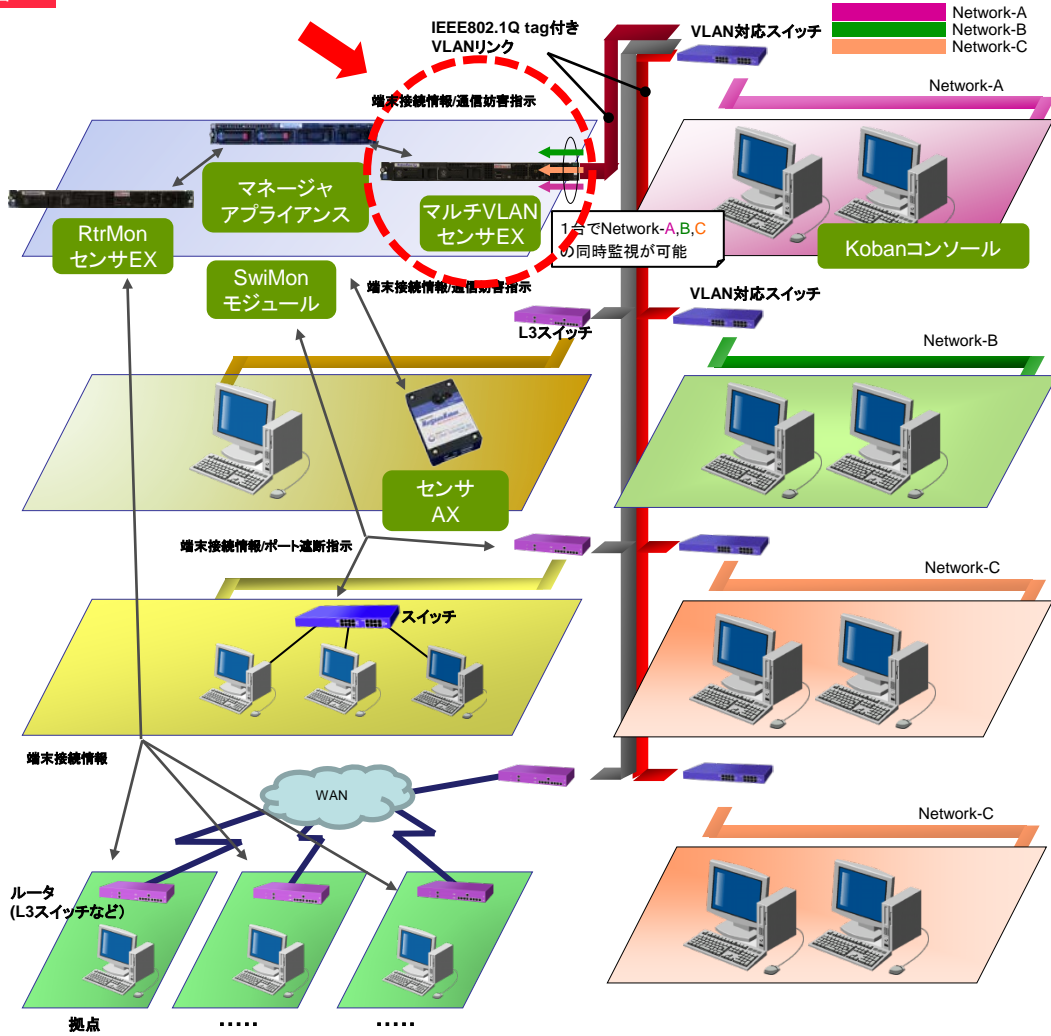 Network-A
Network-B
Network-C
IEEE802.1Q tag付き
VLANリンク
VLAN対応スイッチ
Network-A
端末接続情報/通信妨害指示
マネージャ
アプライアンス
マルチVLAN
センサEX
RtrMon
センサEX
1台でNetwork-A,B,C
の同時監視が可能
Kobanコンソール
SwiMon
モジュール
端末接続情報/通信妨害指示
VLAN対応スイッチ
L3スイッチ
Network-B
センサ
AX
端末接続情報/ポート遮断指示
Network-C
スイッチ
端末接続情報
WAN
Network-C
ルータ
(L3スイッチなど)
拠点
・・・・・
・・・・・